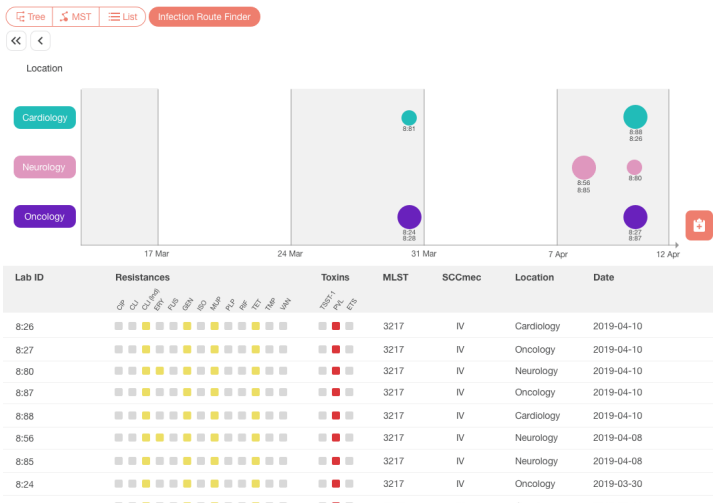 Tree MST List Infection Route Finder
Location
Cardiology
8:81
8:88
8:26
Neurology
8:56
8:85
8:80
Oncology
8:24
8:28
8:27
8:87
17 Mar 24 Mar 31 Mar 7 Apr 12 Apr
Lab ID Resistances Toxins MLST SCCmec Location Date
CIP CLI CLI (ind) ERY FUS GEN ISO MUP PLP RIF TET TMP VAN TSST-1 PVL ETS
8:26 3217 IV Cardiology 2019-04-10
8:27 3217 IV Oncology 2019-04-10
8:80 3217 IV Neurology 2019-04-10
8:87 3217 IV Oncology 2019-04-10
8:88 3217 IV Cardiology 2019-04-10
8:56 3217 IV Neurology 2019-04-08
8:85 3217 IV Neurology 2019-04-08
8:24 3217 IV Oncology 2019-03-30